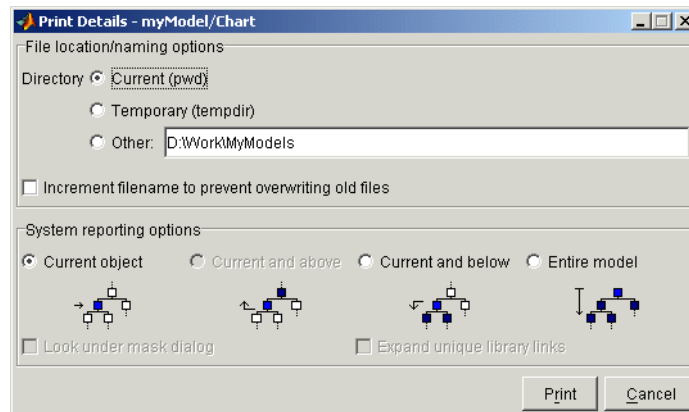 Print Details - myModel/Chart
File location/naming options
Directory Current (pwd)
Temporary (tempdir)
Other: D:\Work\MyModels
Increment filename to prevent overwriting old files
System reporting options
Current object Current and above Current and below Entire model
Look under mask dialog Expand unique library links
Print Cancel